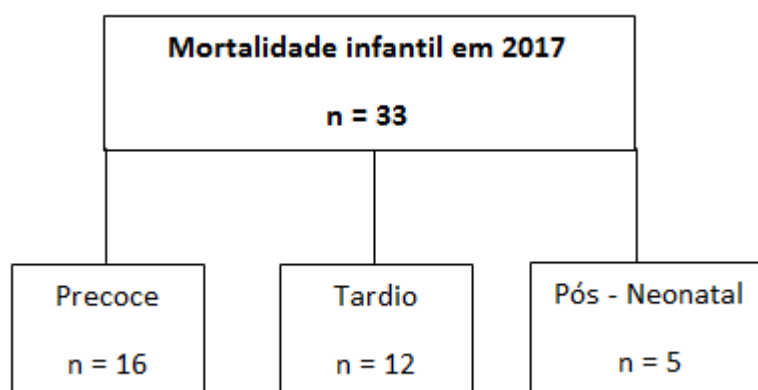 Mortalidade infantil em 2017
n = 33
Precoce
n = 16
Tardio
n = 12
Pós - Neonatal
n = 5